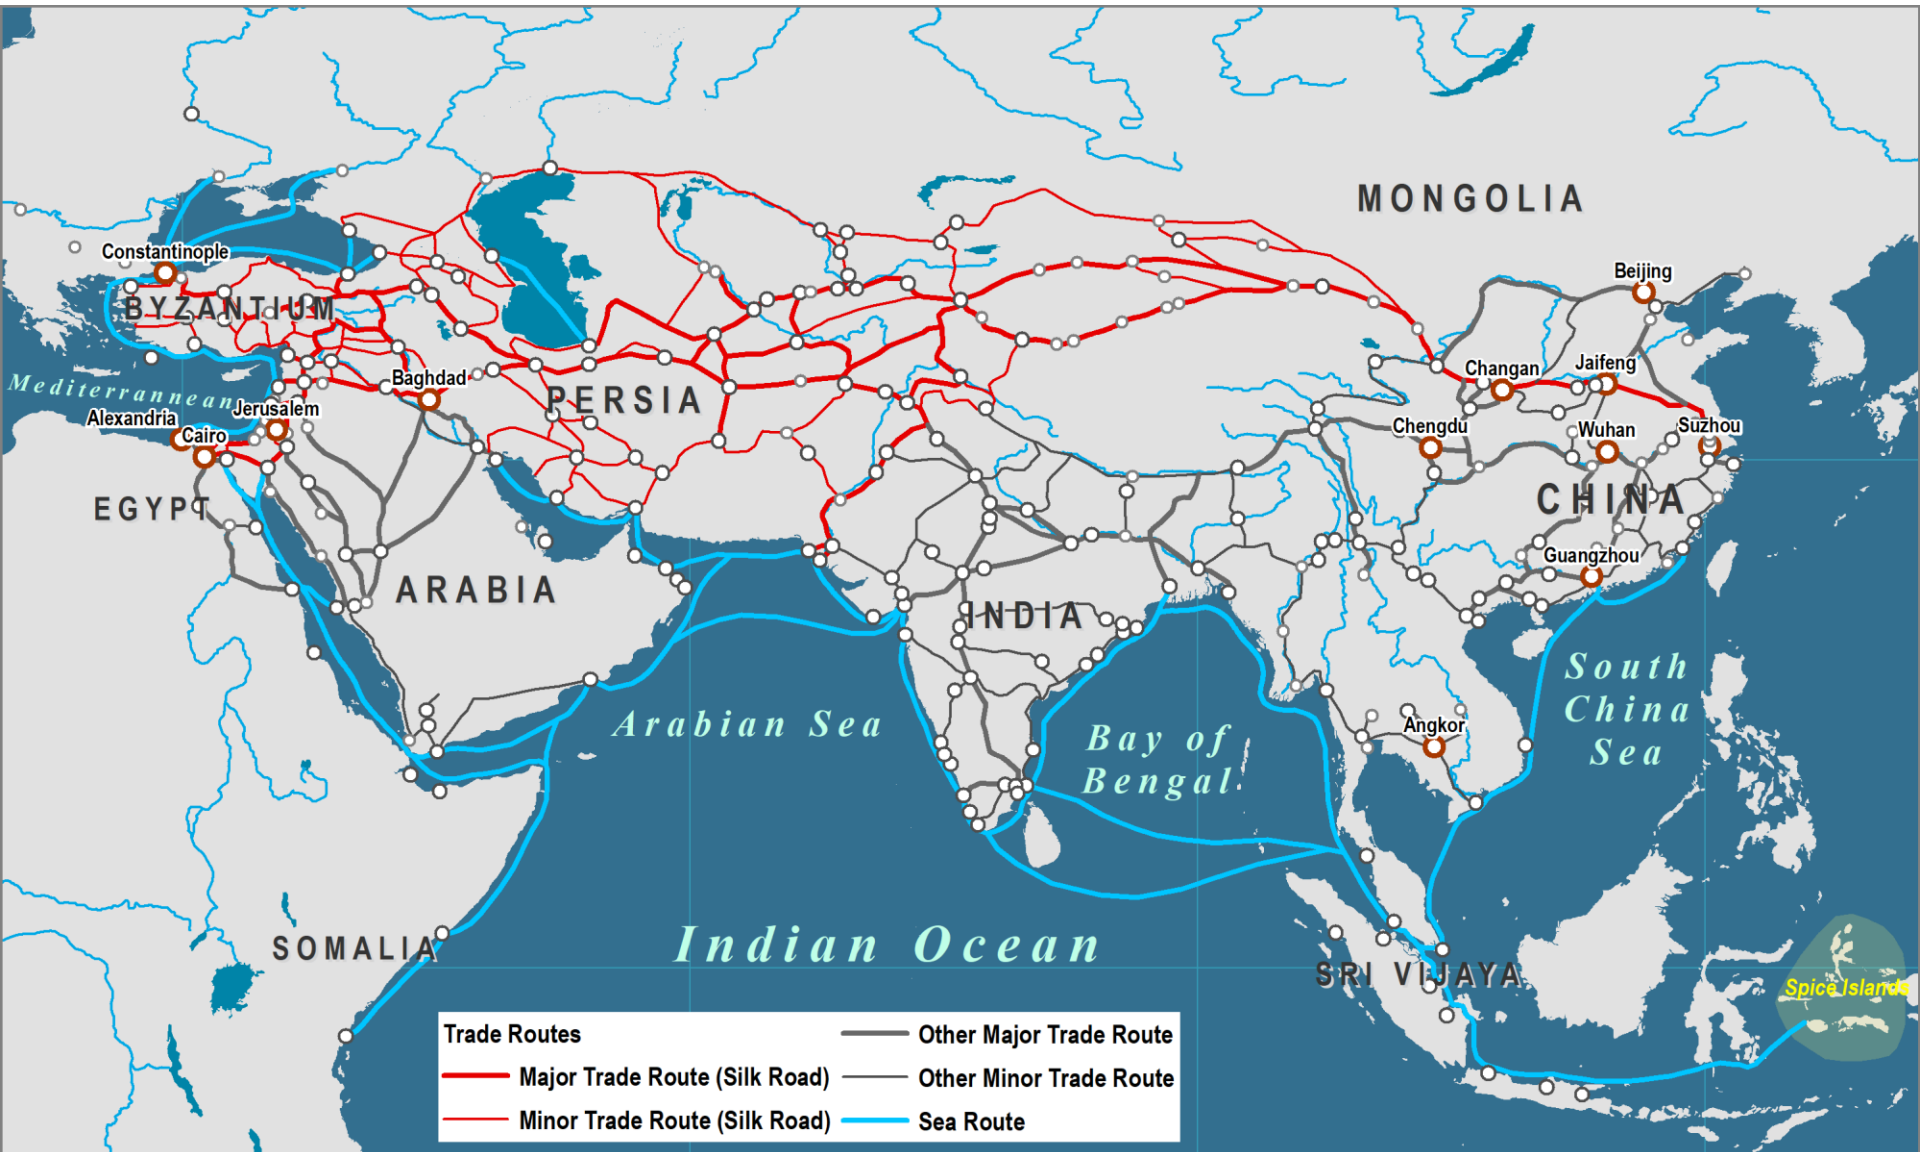 MONGOLIA
Constantinople
Beijing
BYZANTIUM
Changan
Jaifeng
Mediterrannean
Baghdad
PERSIA
Alexandria
Jerusalem
Cairo
Chengdu
Wuhan
Suzhou
EGYPT
CHINA
Guangzhou
ARABIA
INDIA
South
China
Sea
Arabian Sea
Bay of
Bengal
Angkor
SOMALIA
Indian Ocean
SRI VIJAYA
Spice Islands
Trade Routes
Major Trade Route (Silk Road)
Minor Trade Route (Silk Road)
Other Major Trade Route
Other Minor Trade Route
Sea Route